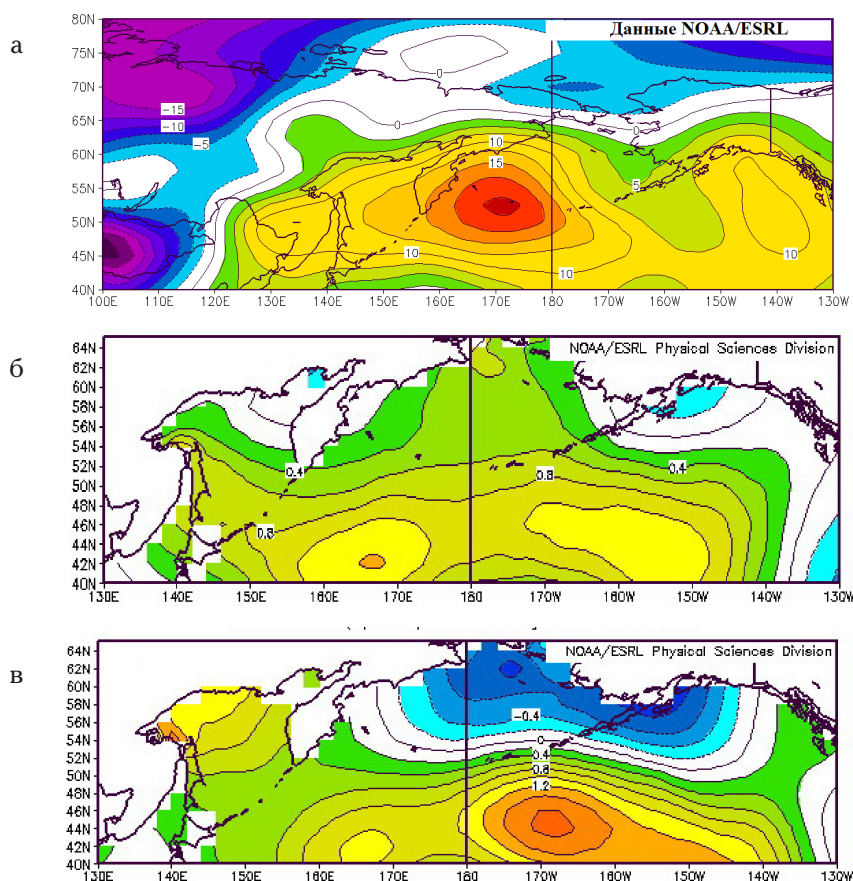 а
Данные NOAA/ESRL
80N
75N
0
70N
-15
65N
-10
0
0
60N
-5
10
15
55N
5
50N
45N
10
10
10
40N
100E 110E 120E 130E 140E 150E 160E 170E 180 170W 160W 150W 140W 130W
б
NOAA/ESRL Physical Sciences Division
64N
62N
60N
58N
56N
54N
52N
0.4
0.8
0.4
50N
48N
46N
0.8
44N
42N
40N
130E 140E 150E 160E 170E 180 170W 160W 150W 140W 130W
в
NOAA/ESRL Physical Sciences Division
64N
62N
60N
58N
56N
-0.4
54N
0
52N
0.4
50N
0.8
48N
1.2
46N
44N
42N
40N
130E 140E 150E 160E 170E 180 170W 160W 150W 140W 130W